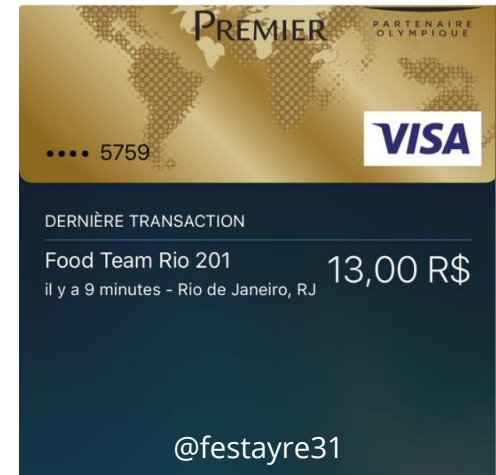 PREMIER
PARTENAIRE
OLYMPIQUE
VISA
•••• 5759
DERNIÈRE TRANSACTION
Food Team Rio 201
13,00 R$
il y a 9 minutes - Rio de Janeiro, RJ
@festayre31